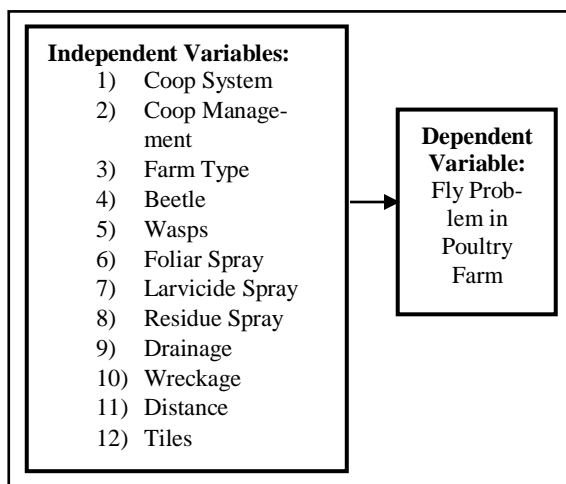 Independent Variables:
1) Coop System
2) Coop Manage-
ment
3) Farm Type
4) Beetle
5) Wasps
6) Foliar Spray
7) Larvicide Spray
8) Residue Spray
9) Drainage
10) Wreckage
11) Distance
12) Tiles
Dependent
Variable:
Fly Prob-
lem in
Poultry
Farm